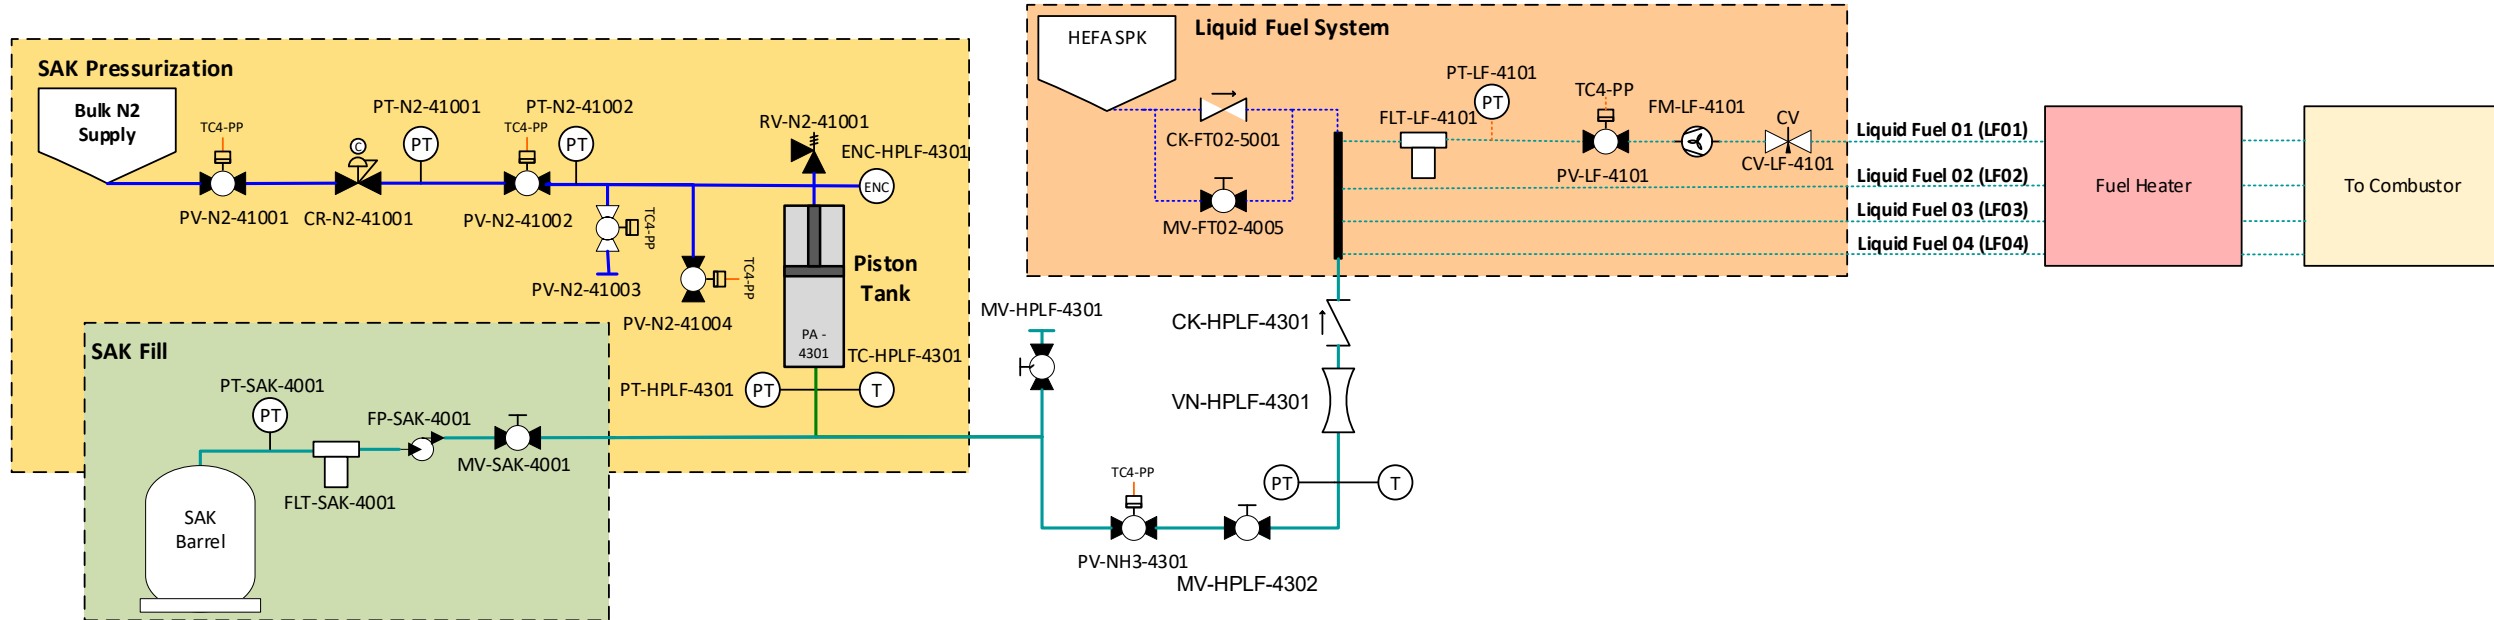 SAK Pressurization
Bulk N2
Supply
TC4-PP
PV-N2-41001
C
CR-N2-41001
PT-N2-41001
PT
TC4-PP
PV-N2-41002
PT-N2-41002
PT
TC4-PP
PV-N2-41003
TC4-PP
PV-N2-41004
RV-N2-41001
ENC-HPLF-4301
ENC
Piston
Tank
PA -
4301
TC-HPLF-4301
PT-HPLF-4301
PT
T
SAK Fill
PT-SAK-4001
PT
FP-SAK-4001
MV-SAK-4001
FLT-SAK-4001
SAK
Barrel
MV-HPLF-4301
TC4-PP
PV-NH3-4301
MV-HPLF-4302
PT
T
VN-HPLF-4301
CK-HPLF-4301
Liquid Fuel System
HEFA SPK
CK-FT02-5001
MV-FT02-4005
FLT-LF-4101
PT-LF-4101
PT
TC4-PP
PV-LF-4101
FM-LF-4101
CV
CV-LF-4101
Liquid Fuel 01 (LF01)
Liquid Fuel 02 (LF02)
Liquid Fuel 03 (LF03)
Liquid Fuel 04 (LF04)
Fuel Heater
To Combustor